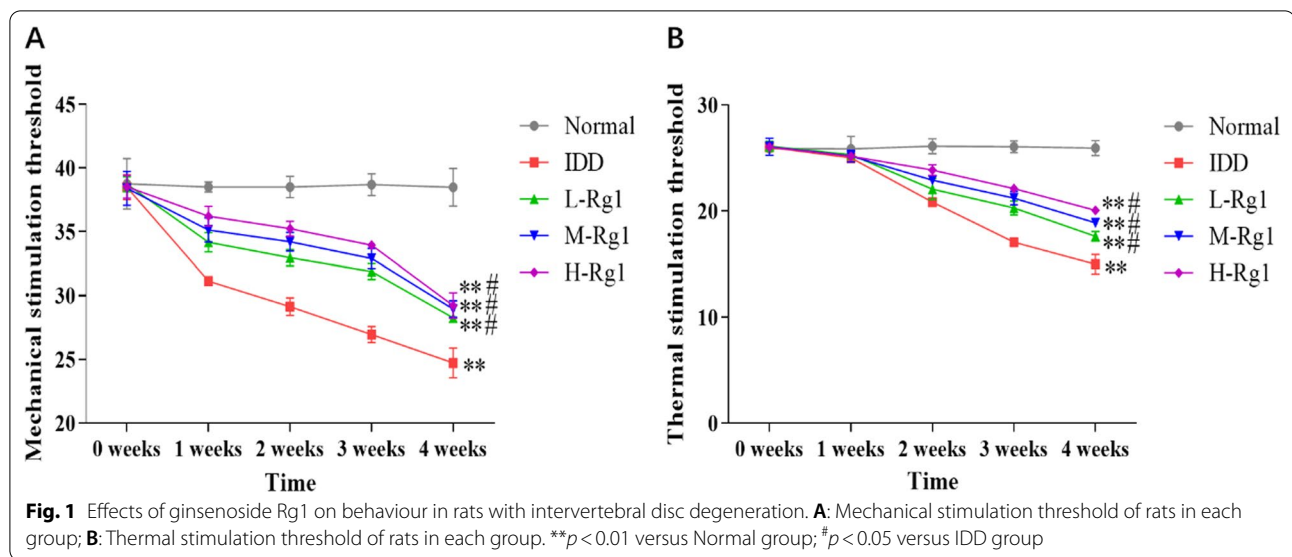 A
Mechanical stimulation threshold
45
40
35
30
25
20
0 weeks 1 weeks 2 weeks 3 weeks 4 weeks
Time
Normal
IDD
L-Rg1
M-Rg1
H-Rg1
**#
**#
**#
**
B
Thermal stimulation threshold
30
20
10
0
0 weeks 1 weeks 2 weeks 3 weeks 4 weeks
Time
Normal
IDD
L-Rg1
M-Rg1
H-Rg1
**#
**#
**#
**
Fig. 1 Effects of ginsenoside Rg1 on behaviour in rats with intervertebral disc degeneration. A: Mechanical stimulation threshold of rats in each
group; B: Thermal stimulation threshold of rats in each group. **p < 0.01 versus Normal group; #p < 0.05 versus IDD group